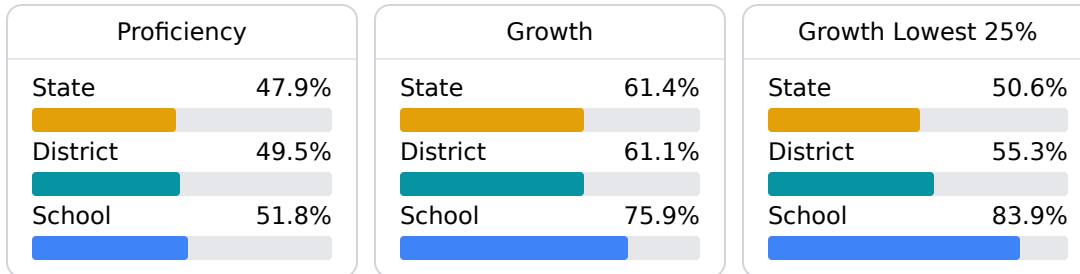 Proficiency
State 47.9%
District 49.5%
School 51.8%
Growth
State 61.4%
District 61.1%
School 75.9%
Growth Lowest 25%
State 50.6%
District 55.3%
School 83.9%